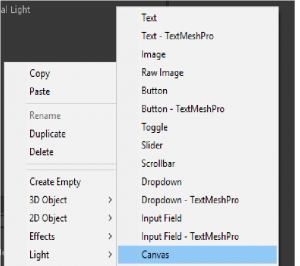 al Light
Copy
Paste
Rename
Duplicate
Delete
Create Empty
3D Object
2D Object
Effects
Light
Text
Text - TextMeshPro
Image
Raw Image
Button
Button - TextMeshPro
Toggle
Slider
Scrollbar
Dropdown
Dropdown - TextMeshPro
Input Field
Input Field - TextMeshPro
Canvas